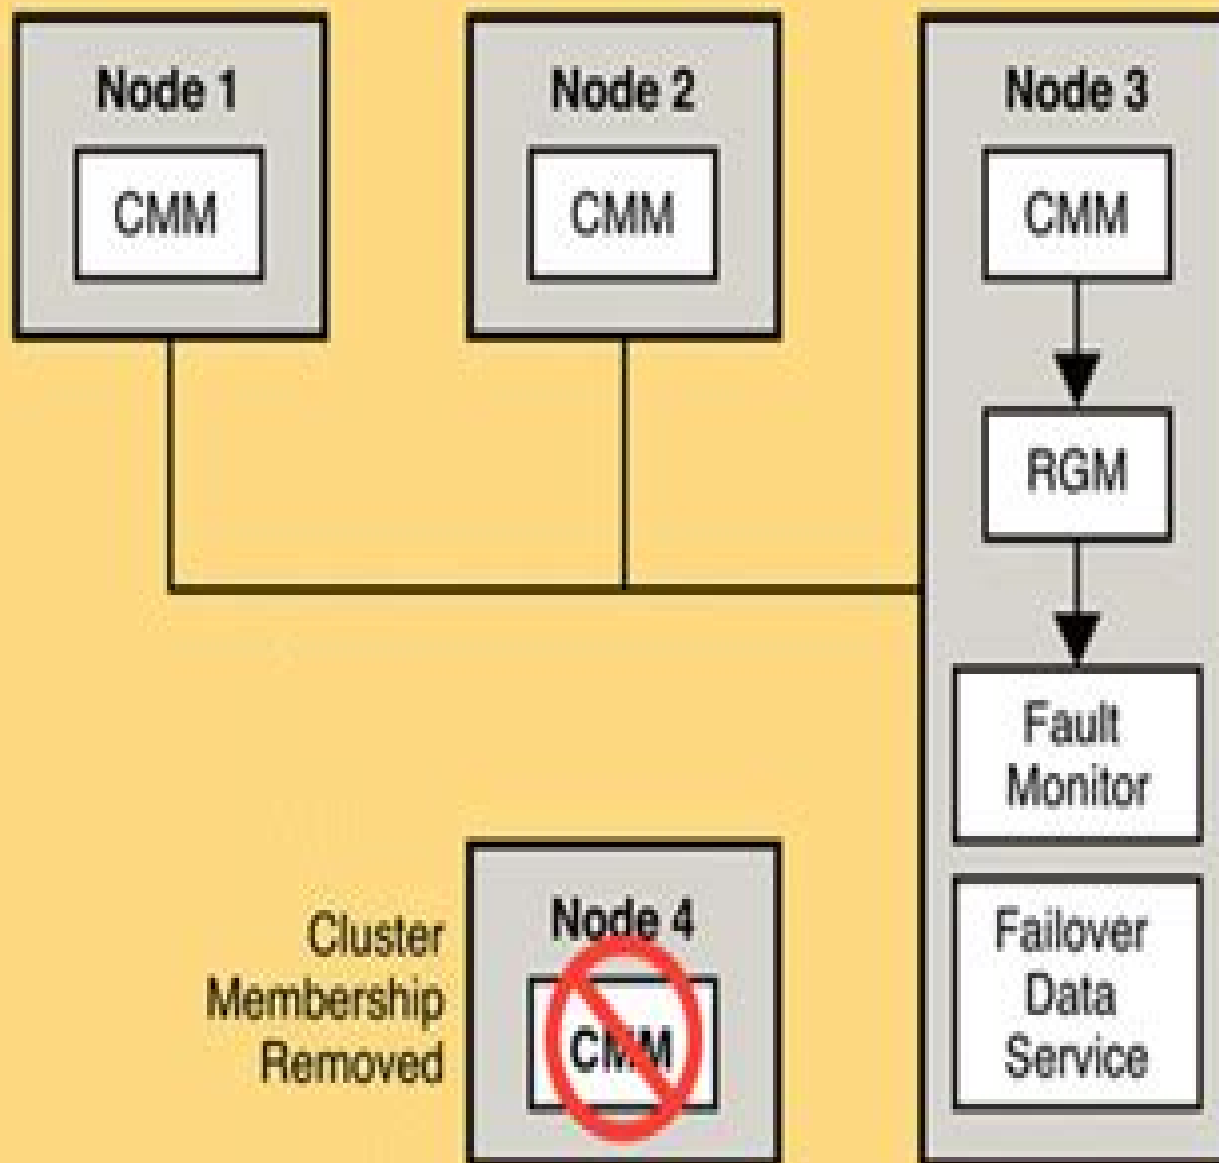 Node 1
CMM
Node 2
CMM
Node 3
CMM
RGM
Fault
Monitor
Failover
Data
Service
Cluster
Membership
Removed
Node 4
CMM